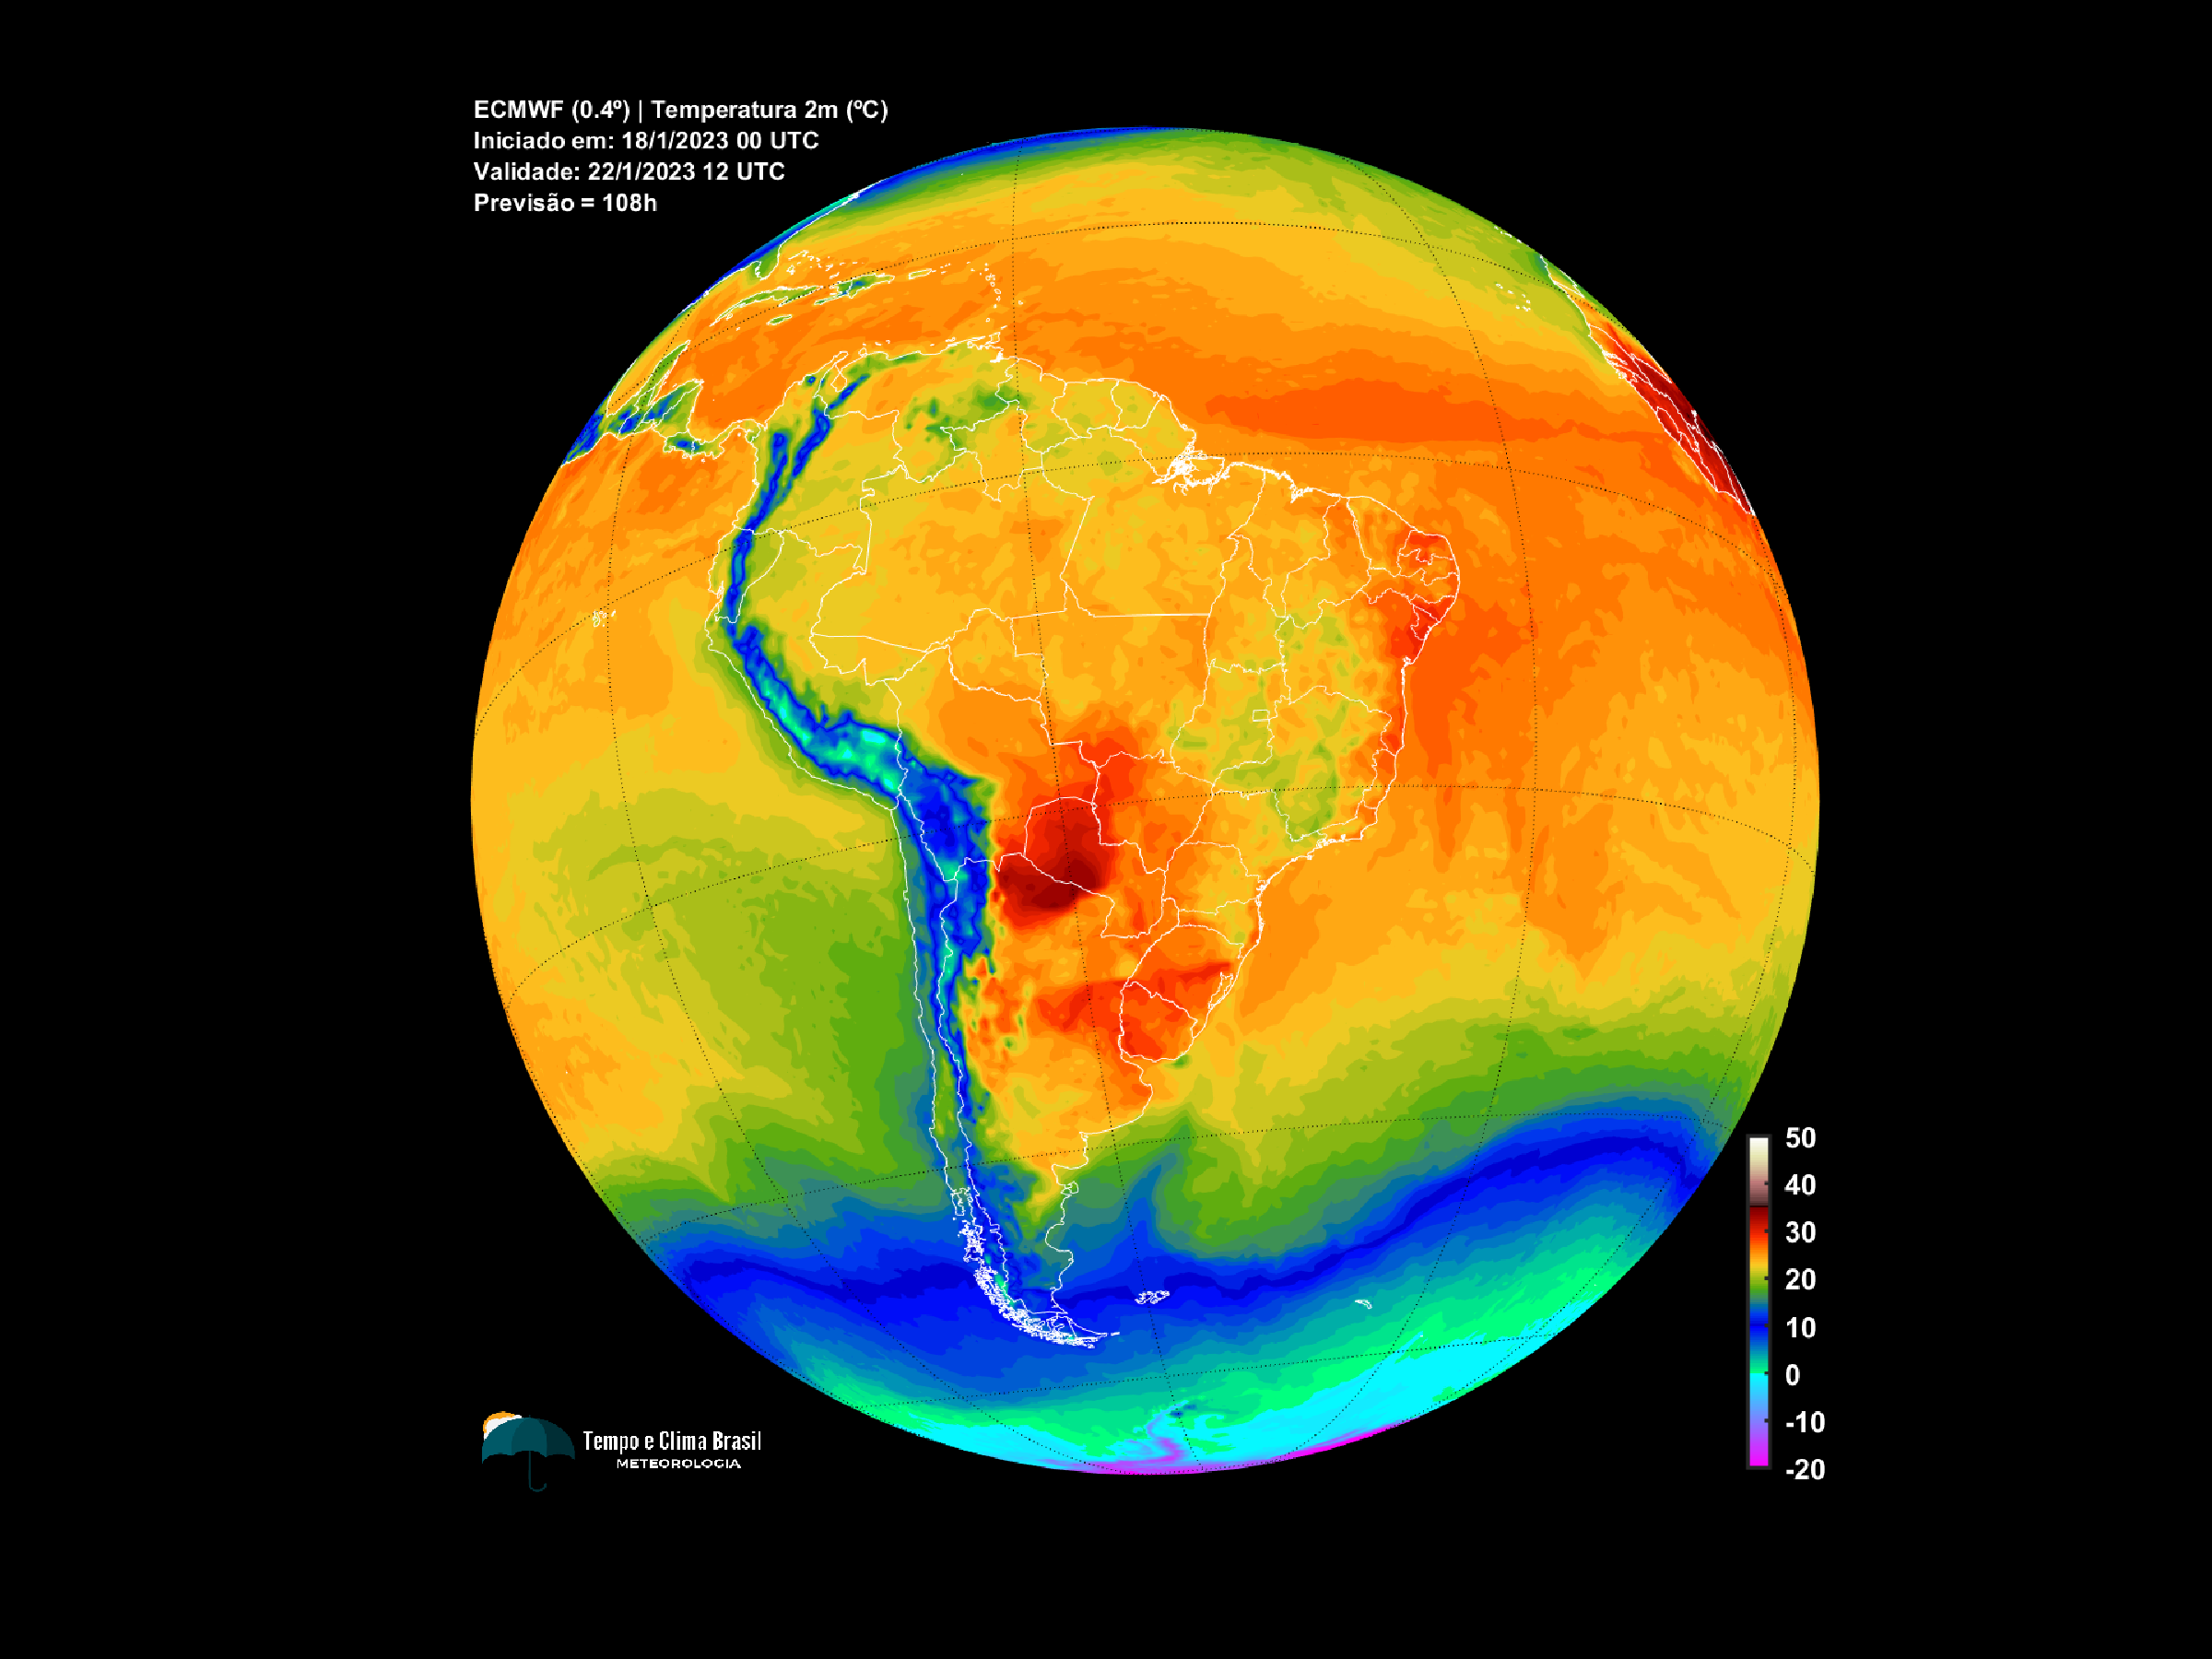 ECMWF (0.4º) | Temperatura 2m (ºC)
Iniciado em: 18/1/2023 00 UTC
Validade: 22/1/2023 12 UTC
Previsão = 108h
50
40
30
20
10
0
-10
-20
Tempo e Clima Brasil
METEOROLOGIA